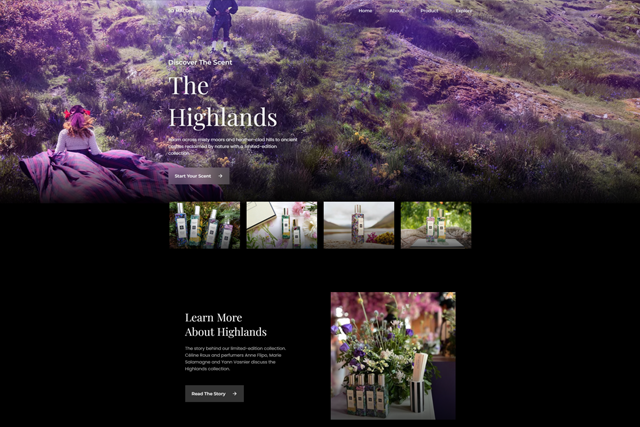 Home About Product Explore
Discover The Scent
The
Highlands
Roam across misty moors and heather-clad hills to ancient
castles reclaimed by nature with a limited-edition
collection.
Start Your Scent
Learn More
About Highlands
The story behind our limited-edition collection.
Céline Roux and perfumers Anne Flipo, Marie
Salamagne and Yann Vasnier discuss the
Highlands collection.
Read The Story